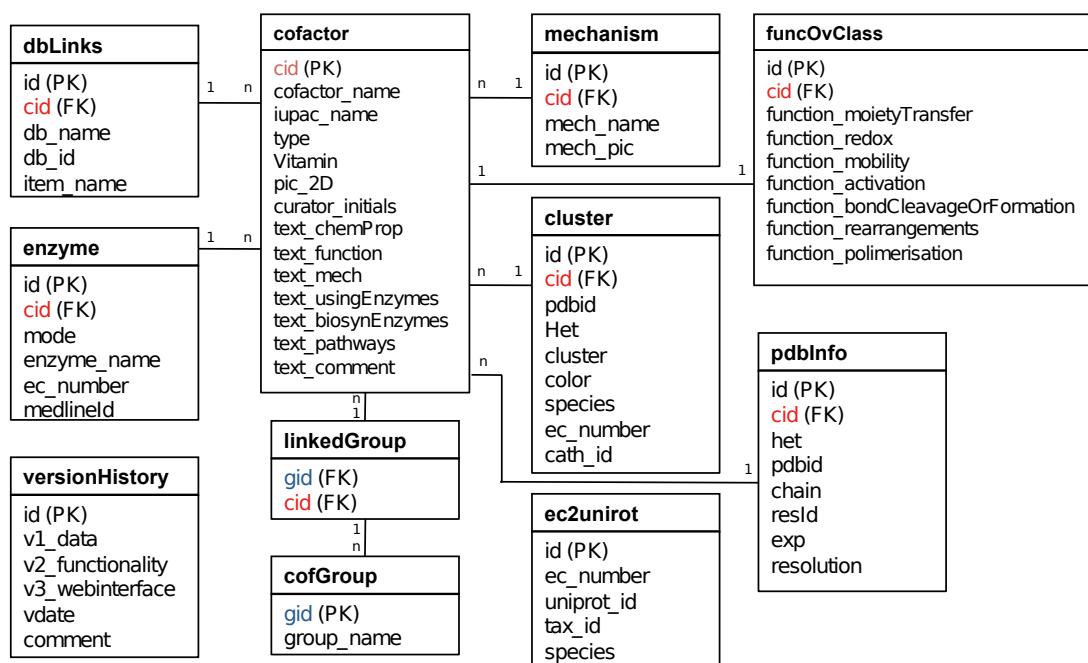 dbLinks
id (PK)
cid (FK)
db_name
db_id
item_name
1
n
enzyme
id (PK)
cid (FK)
mode
enzyme_name
ec_number
medlineId
1
n
versionHistory
id (PK)
v1_data
v2_functionality
v3_webinterface
vdate
comment
cofactor
cid (PK)
cofactor_name
iupac_name
type
Vitamin
pic_2D
curator_initials
text_chemProp
text_function
text_mech
text_usingEnzymes
text_biosynEnzymes
text_pathways
text_comment
n
1
linkedGroup
gid (FK)
cid (FK)
1
n
cofGroup
gid (PK)
group_name
n
1
mechanism
id (PK)
cid (FK)
mech_name
mech_pic
1
1
n
1
cluster
id (PK)
cid (FK)
pdbid
Het
cluster
color
species
ec_number
cath_id
n
1
ec2unirot
id (PK)
ec_number
uniprot_id
tax_id
species
funcOvClass
id (PK)
cid (FK)
function_moietyTransfer
function_redox
function_mobility
function_activation
function_bondCleavageOrFormation
function_rearrangements
function_polimerisation
pdbInfo
id (PK)
cid (FK)
het
pdbid
chain
resId
exp
resolution